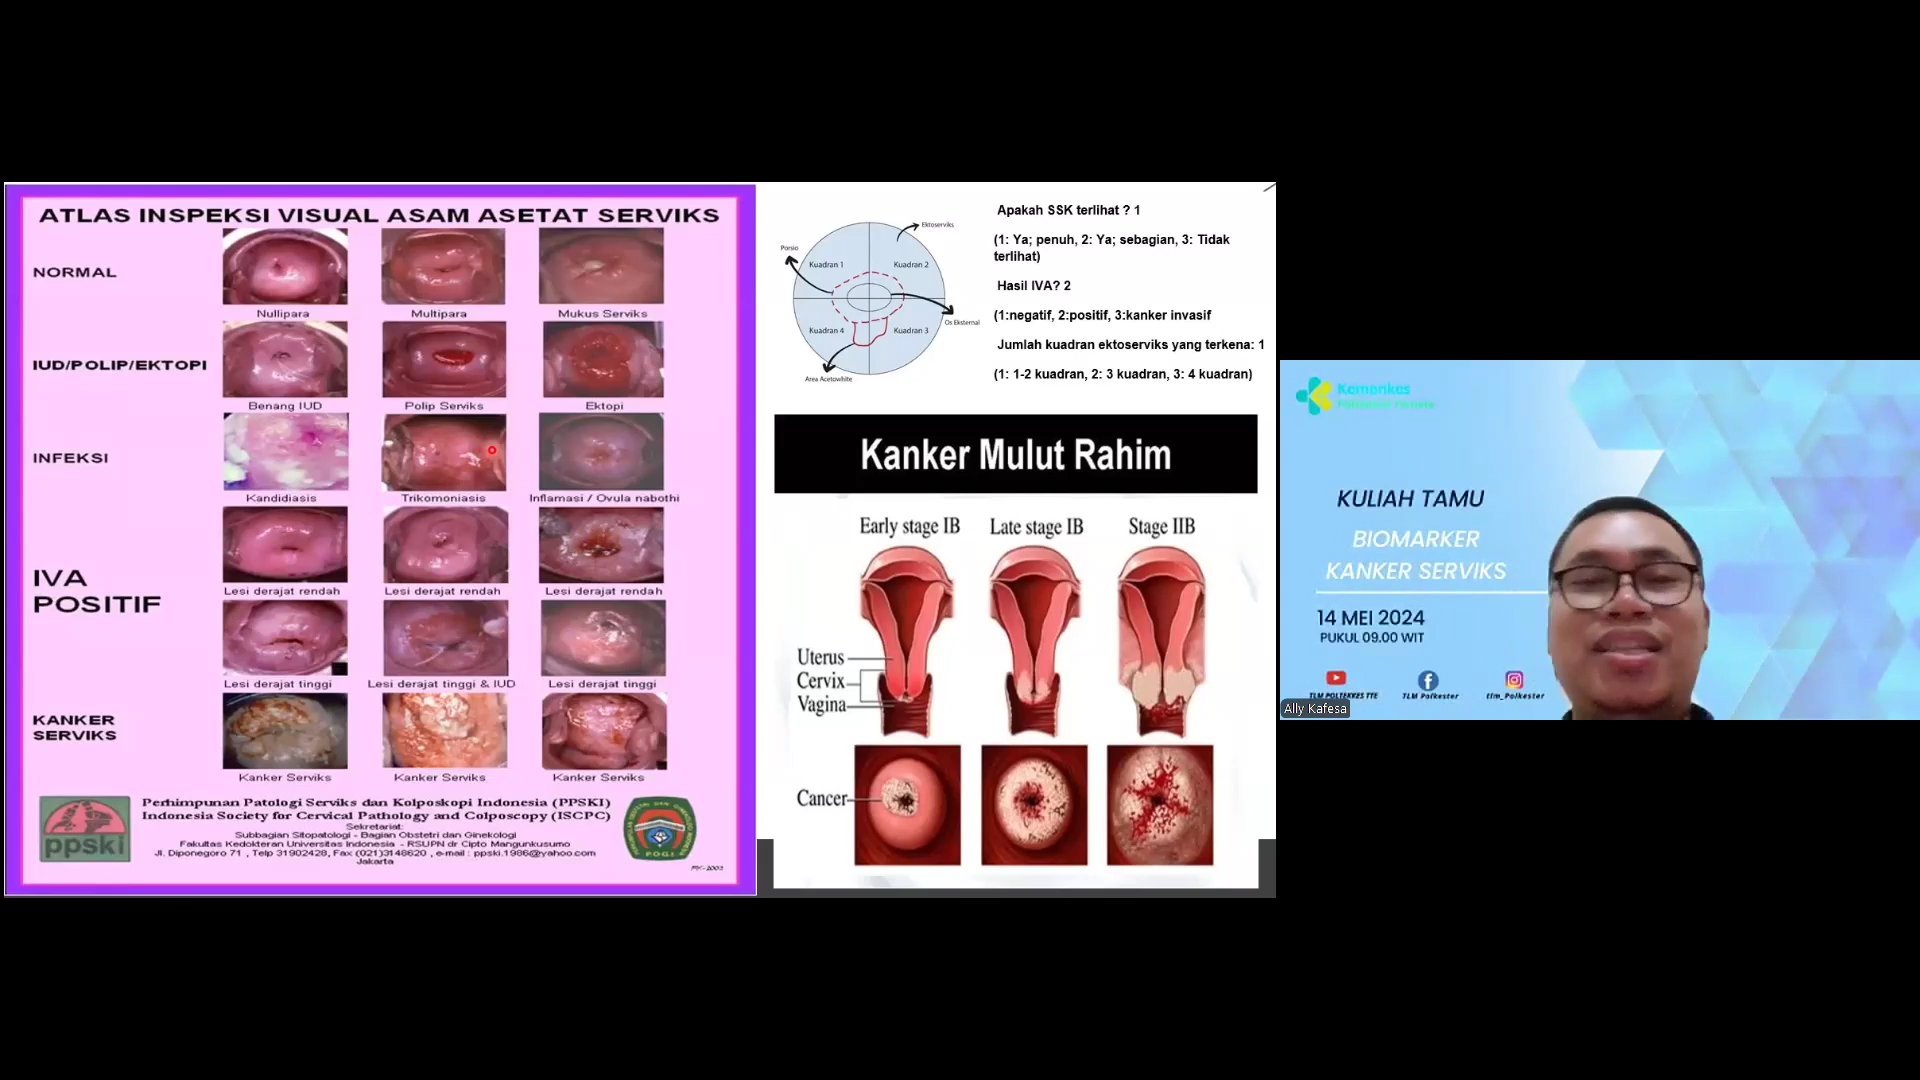 ATLAS INSPEKSI VISUAL ASAM ASETAT SERVIKS
NORMAL
Nullipara
Multipara
Mukus Serviks
IUD/POLIP/EKTOPI
Benang IUD
Polip Serviks
Ektopi
INFEKSI
Kandidiasis
Trikomoniasis
Inflamasi / Ovula nabothi
IVA
POSITIF
Lesi derajat rendah
Lesi derajat rendah
Lesi derajat rendah
Lesi derajat tinggi
Lesi derajat tinggi & IUD
Lesi derajat tinggi
KANKER
SERVIKS
Kanker Serviks
Kanker Serviks
Kanker Serviks
ppski
Perhimpunan Patologi Serviks dan Kolposkopi Indonesia (PPSKI)
Indonesia Society for Cervical Pathology and Colposcopy (ISCPC)
Sekretariat:
Subbagian Sitopatologi - Bagian Obstetri dan Ginekologi
Fakultas Kedokteran Universitas Indonesia - RSUPN dr Cipto Mangunkusumo
Jl. Diponegoro 71 , Telp 31902428, Fax (021)3148620 , e-mail : ppski.1986@yahoo.com
Jakarta
P.O.G.I
Ektoserviks
Porsio
Kuadran 1
Kuadran 2
Os Eksternal
Kuadran 4
Kuadran 3
Area Acetowhite
Apakah SSK terlihat ? 1
(1: Ya; penuh, 2: Ya; sebagian, 3: Tidak
terlihat)
Hasil IVA? 2
(1:negatif, 2:positif, 3:kanker invasif
Jumlah kuadran ektoserviks yang terkena: 1
(1: 1-2 kuadran, 2: 3 kuadran, 3: 4 kuadran)
Kanker Mulut Rahim
Early stage IB
Late stage IB
Stage IIB
Uterus
Cervix
Vagina
Cancer
Kemenkes
KULIAH TAMU
BIOMARKER
KANKER SERVIKS
14 MEI 2024
PUKUL 09.00 WIT
TLM POLTEKKES TTE
TLM Polkester
tlm_Polkester
Ally Kafesa